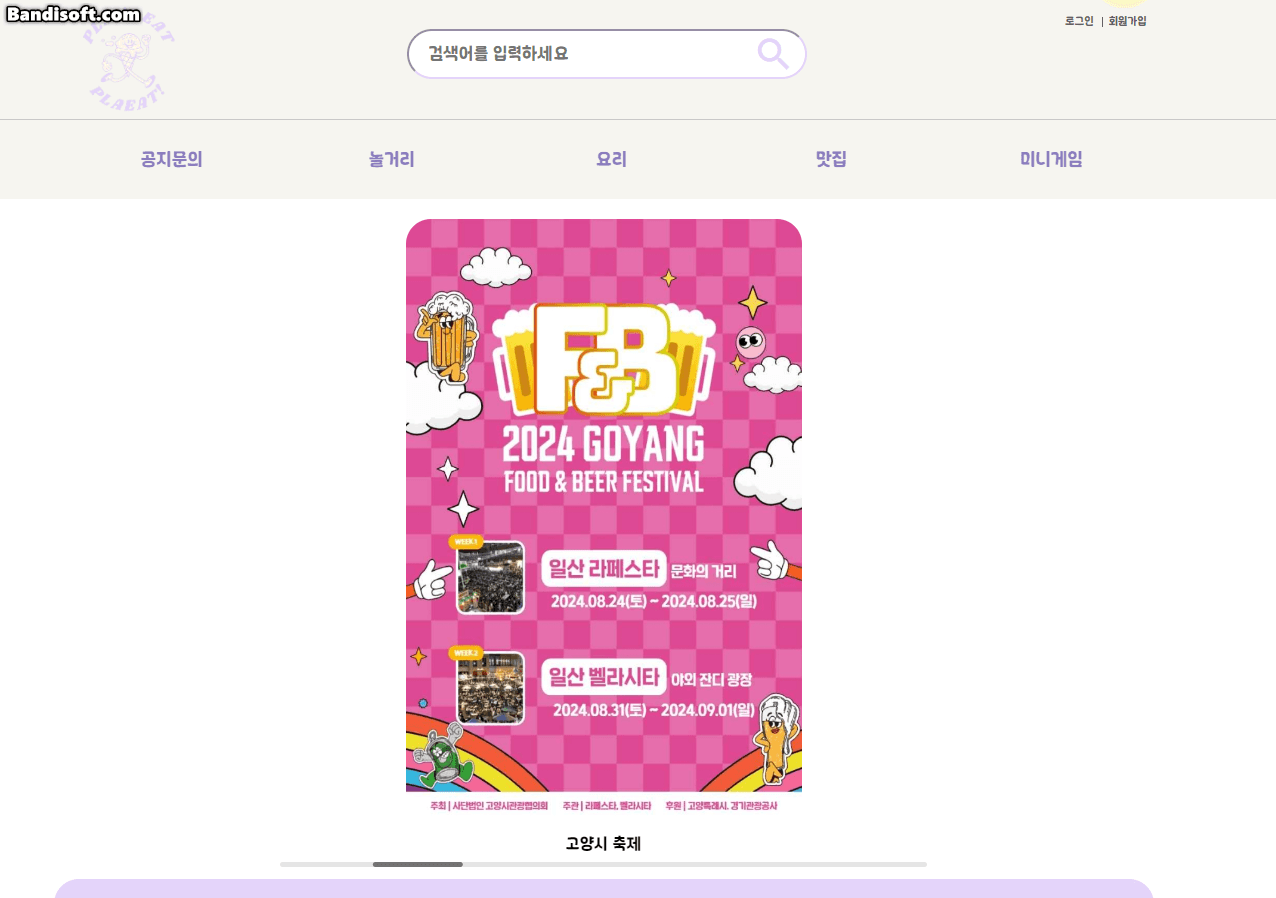 Bandisoft.com
로그인 | 회원가입
PLAEAT!
검색어를 입력하세요
공지문의 놀거리 요리 맛집 미니게임
F&B
2024 GOYANG
FOOD & BEER FESTIVAL
WEEK.1
일산 라페스타 문화의 거리
2024.08.24(토) ~ 2024.08.25(일)
WEEK.2
일산 벨라시타 야외 잔디 광장
2024.08.31(토) ~ 2024.09.01(일)
주최 | 사단법인 고양시관광협의회 주관 | 라페스타, 벨라시타 후원 | 고양특례시, 경기관광공사
고양시 축제